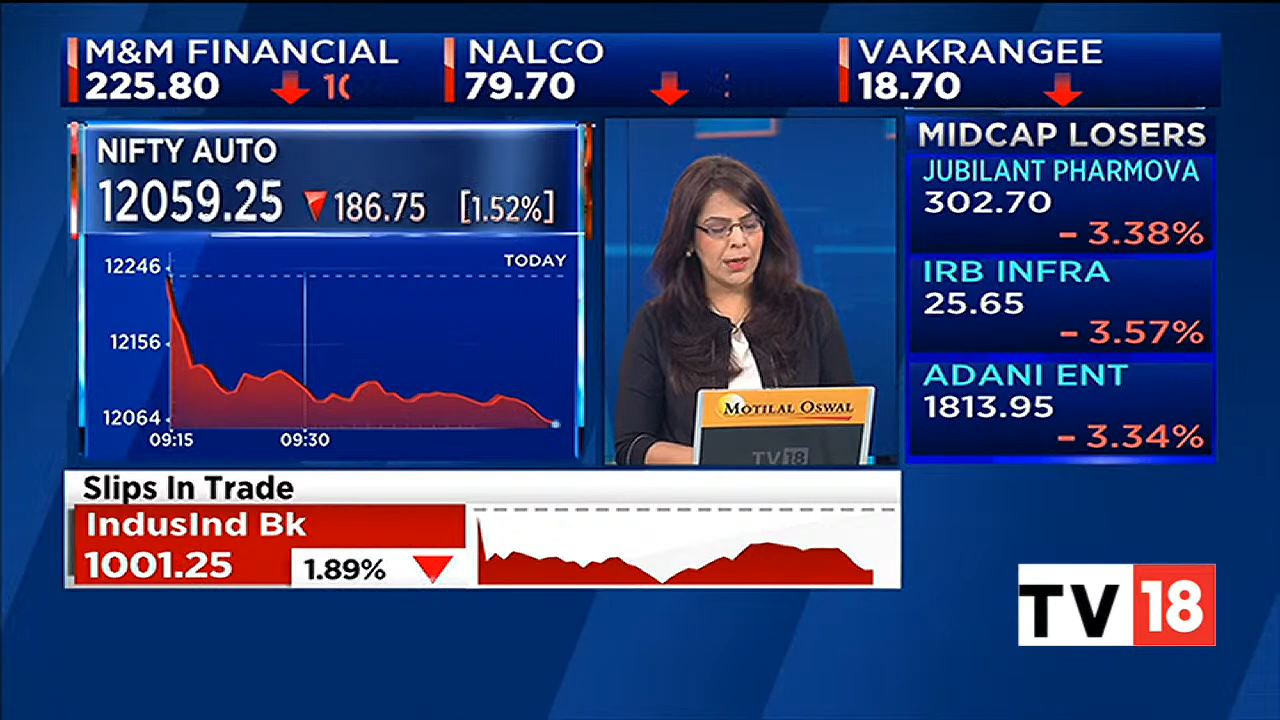 M&M FINANCIAL
225.80
NALCO
79.70
VAKRANGEE
18.70
NIFTY AUTO
12059.25 186.75 [1.52%]
TODAY
12246
12156
12064
09:15 09:30
MOTILAL OSWAL
TV18
MIDCAP LOSERS
JUBILANT PHARMOVA
302.70
- 3.38%
IRB INFRA
25.65
- 3.57%
ADANI ENT
1813.95
- 3.34%
Slips In Trade
IndusInd Bk
1001.25 1.89%
TV18